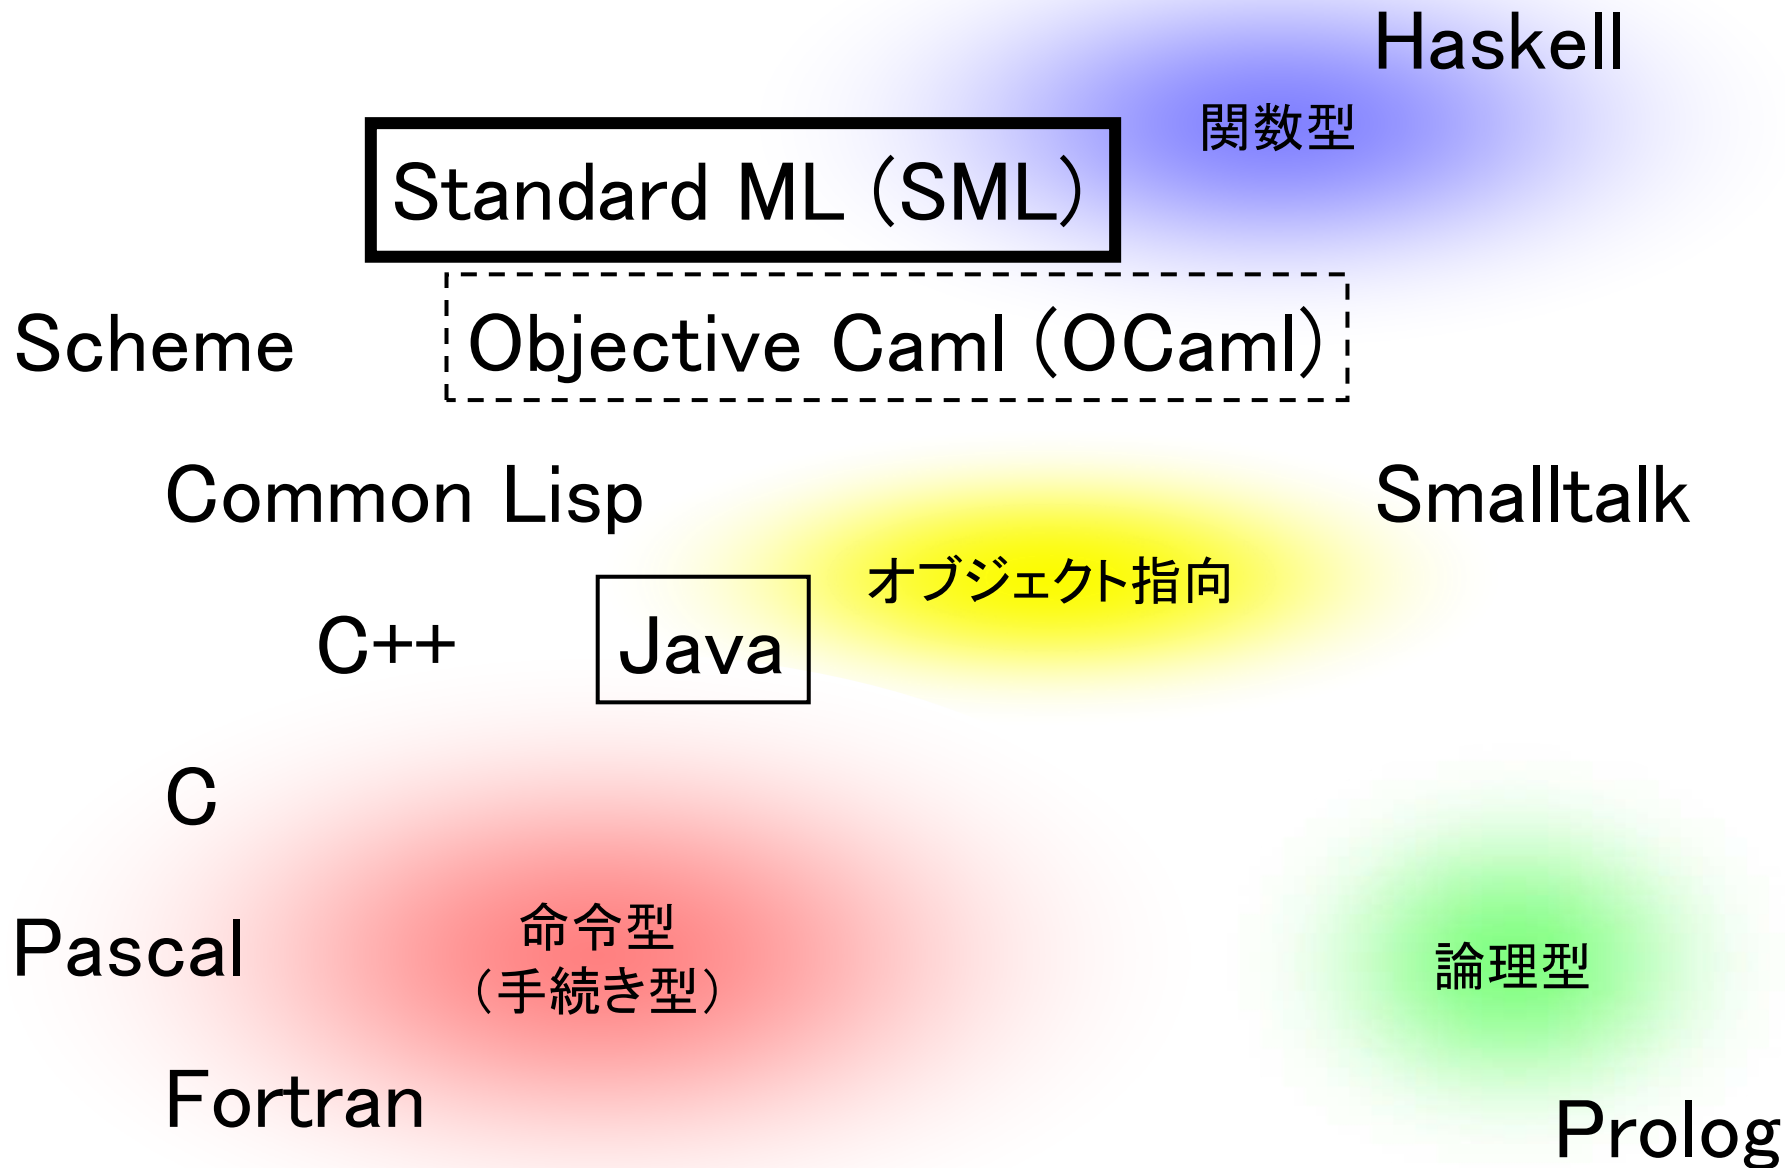 Haskell
関数型
Standard ML (SML)
Scheme
Objective Caml (OCaml)
Common Lisp
Smalltalk
オブジェクト指向
C++
Java
C
Pascal
命令型
（手続き型）
論理型
Fortran
Prolog